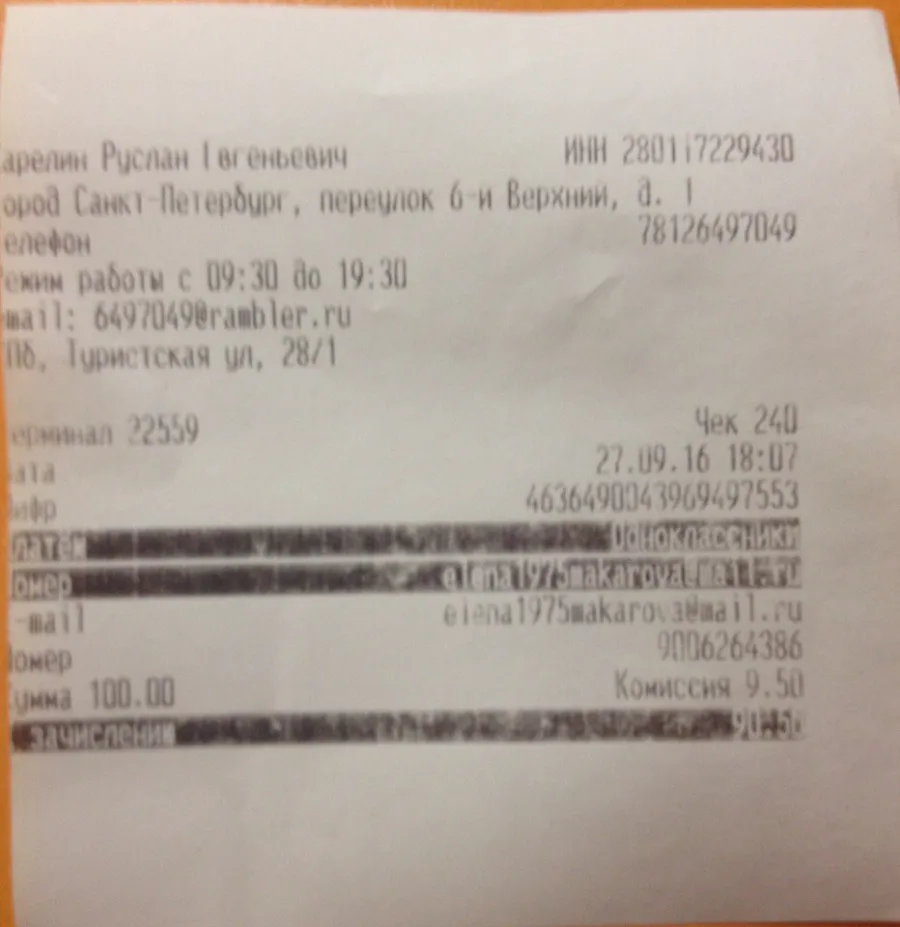 арелин Руслан Евгеньевич ИНН 280117229430
ород Санкт-Петербург, переулок 6-й Верхний, д. 1
елефон 78126497049
ежим работы с 09:30 до 19:30
mail: 6497049@rambler.ru
Пб, Туристская ул, 28/1
ерминал 22559 Чек 240
ата 27.09.16 18:07
ифр 4636490043969497553
латеж Одноклассники
омер elena1975makarova@mail.ru
-mail elena1975makarova@mail.ru
омер 9006264386
умма 100.00 Комиссия 9.50
зачислению 90.50